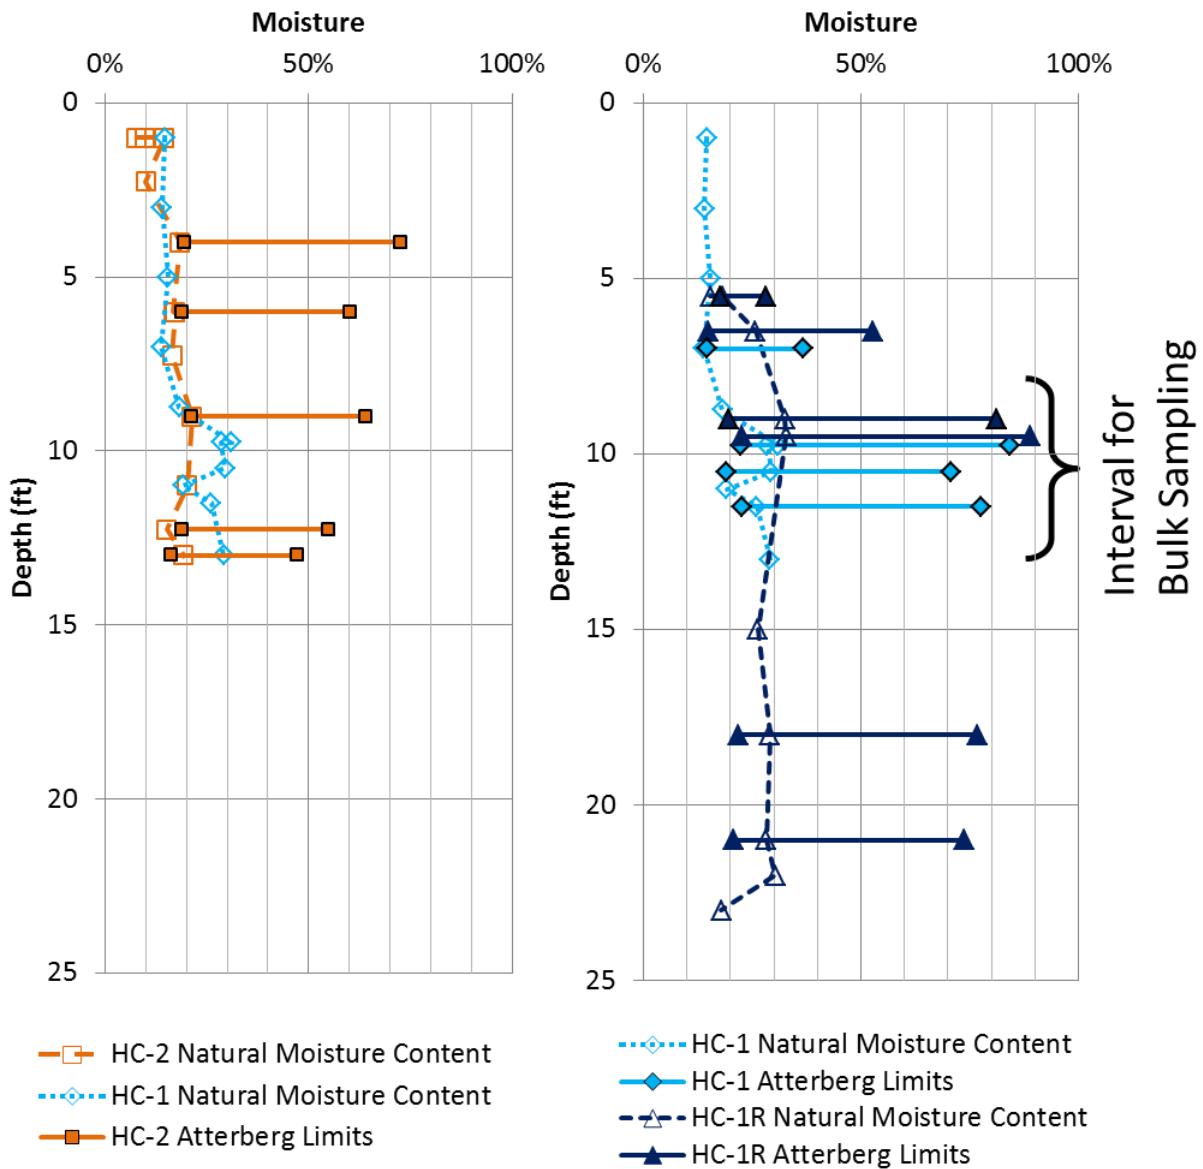 Moisture
0% 50% 100%
0
5
10
15
20
25
Depth (ft)
HC-2 Natural Moisture Content
HC-1 Natural Moisture Content
HC-2 Atterberg Limits
Moisture
0% 50% 100%
0
5
10
15
20
25
Depth (ft)
Interval for
Bulk Sampling
HC-1 Natural Moisture Content
HC-1 Atterberg Limits
HC-1R Natural Moisture Content
HC-1R Atterberg Limits